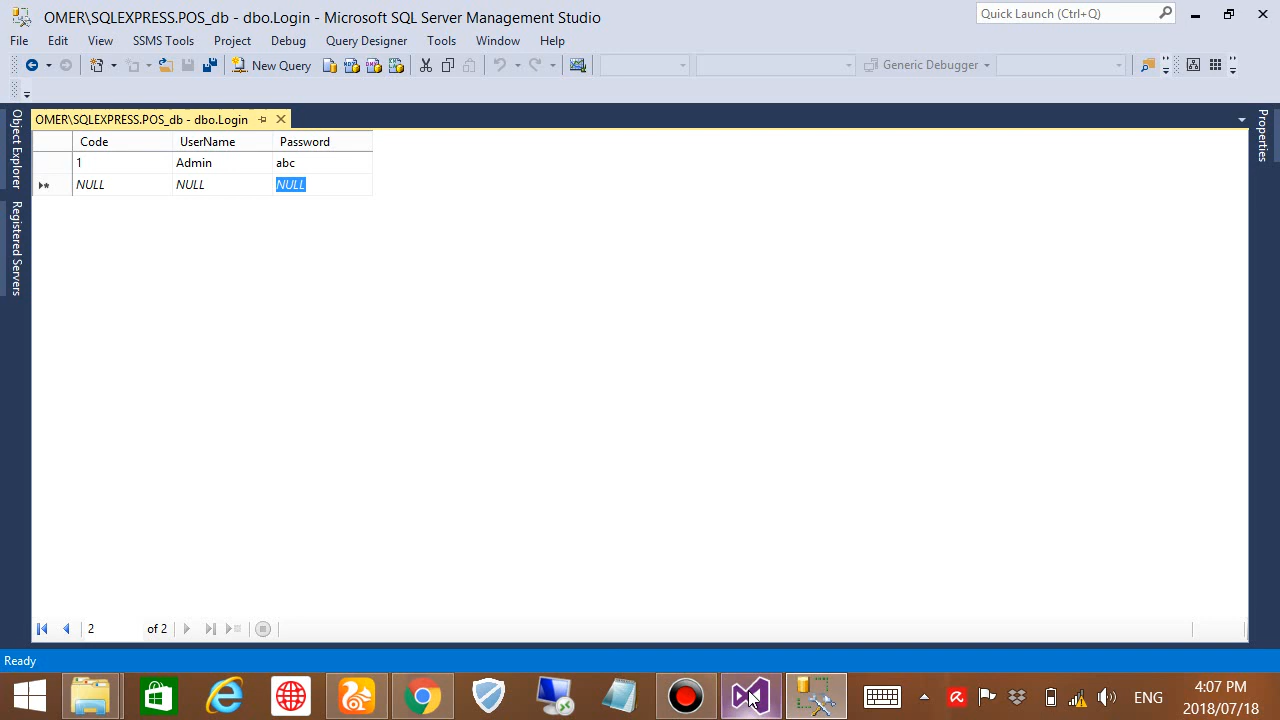 OMER\SQLEXPRESS.POS_db - dbo.Login - Microsoft SQL Server Management Studio
Quick Launch (Ctrl+Q)
File Edit View SSMS Tools Project Debug Query Designer Tools Window Help
New Query
Generic Debugger
OMER\SQLEXPRESS.POS_db - dbo.Login
Object Explorer
Registered Servers
Properties
Code UserName Password
1 Admin abc
NULL NULL NULL
2 of 2
Ready
ENG
4:07 PM
2018/07/18